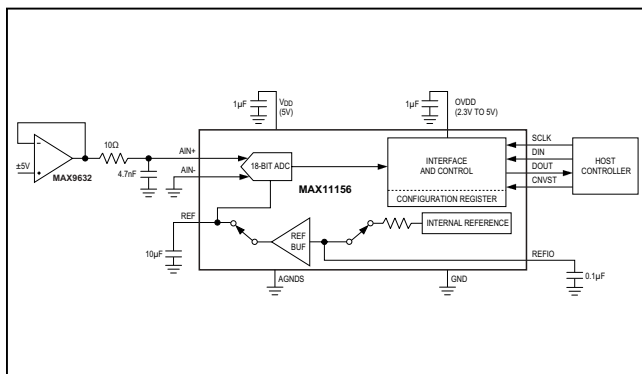 1µF
VDD
(5V)
1µF
OVDD
(2.3V TO 5V)
±5V
MAX9632
10Ω
4.7nF
AIN+
AIN-
18-BIT ADC
MAX11156
INTERFACE
AND CONTROL
CONFIGURATION REGISTER
SCLK
DIN
DOUT
CNVST
HOST
CONTROLLER
REF
10µF
REF
BUF
INTERNAL REFERENCE
REFIO
0.1µF
AGNDS
GND